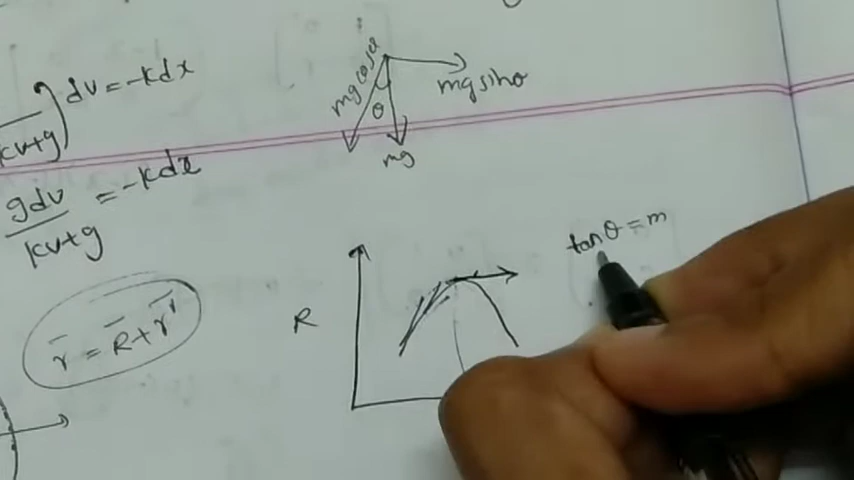 kv+g) dv = -kdx
mg cosθ
θ
mg sinθ
mg
gdv / kv+g = -kdx
tanθ = m
R
r̄ = R̄ + r̄'